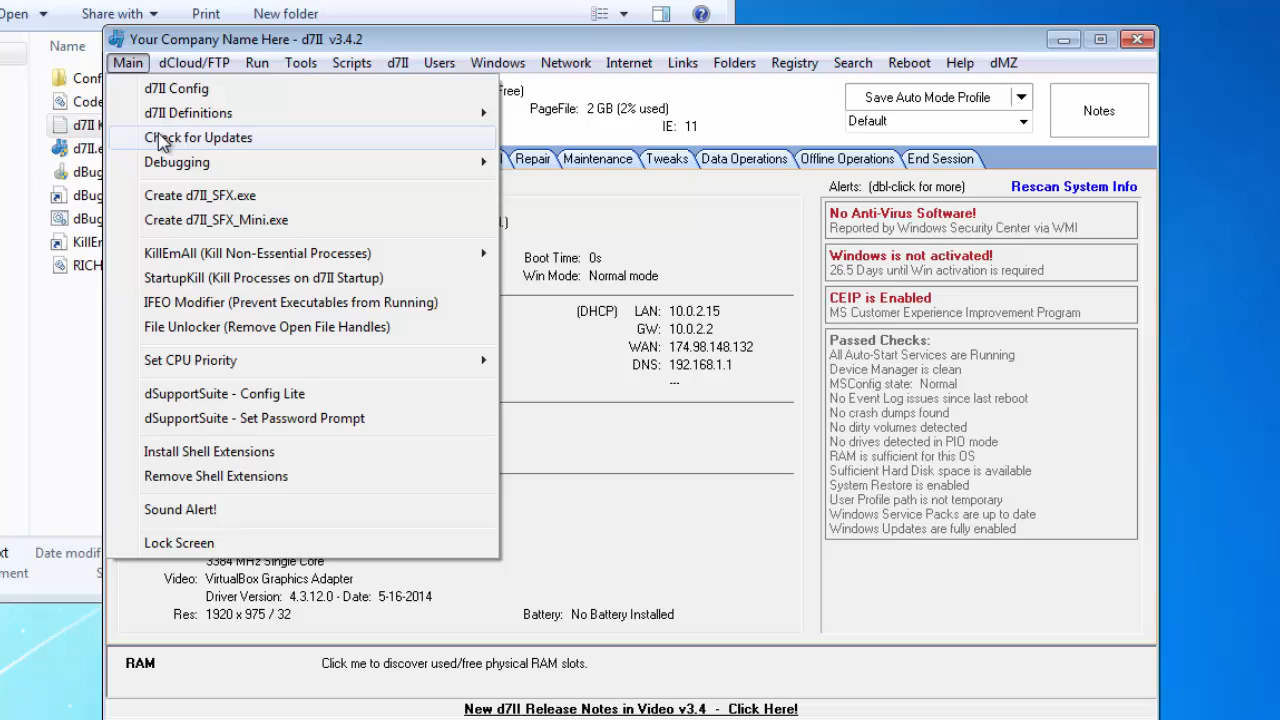 Open Share with Print New folder
Name
Your Company Name Here - d7II v3.4.2
Main dCloud/FTP Run Tools Scripts d7II Users Windows Network Internet Links Folders Registry Search Reboot Help dMZ
d7II Config
d7II Definitions
Check for Updates
Debugging
Create d7II_SFX.exe
Create d7II_SFX_Mini.exe
KillEmAll (Kill Non-Essential Processes)
StartupKill (Kill Processes on d7II Startup)
IFEO Modifier (Prevent Executables from Running)
File Unlocker (Remove Open File Handles)
Set CPU Priority
dSupportSuite - Config Lite
dSupportSuite - Set Password Prompt
Install Shell Extensions
Remove Shell Extensions
Sound Alert!
Lock Screen
Conf
Code
d7II K
d7II.e
dBug
dBug
dBug
KillEm
RICH
Date modif
Free)
PageFile: 2 GB (2% used)
IE: 11
Save Auto Mode Profile
Default
Notes
Repair Maintenance Tweaks Data Operations Offline Operations End Session
Boot Time: 0s
Win Mode: Normal mode
(DHCP) LAN: 10.0.2.15
GW: 10.0.2.2
WAN: 174.98.148.132
DNS: 192.168.1.1
---
Alerts: (dbl-click for more) Rescan System Info
No Anti-Virus Software!
Reported by Windows Security Center via WMI
Windows is not activated!
26.5 Days until Win activation is required
CEIP is Enabled
MS Customer Experience Improvement Program
Passed Checks:
All Auto-Start Services are Running
Device Manager is clean
MSConfig state: Normal
No Event Log issues since last reboot
No crash dumps found
No dirty volumes detected
No drives detected in PIO mode
RAM is sufficient for this OS
Sufficient Hard Disk space is available
System Restore is enabled
User Profile path is not temporary
Windows Service Packs are up to date
Windows Updates are fully enabled
3384 MHz Single Core
Video: VirtualBox Graphics Adapter
Driver Version: 4.3.12.0 - Date: 5-16-2014
Res: 1920 x 975 / 32
Battery: No Battery Installed
RAM Click me to discover used/free physical RAM slots.
New d7II Release Notes in Video v3.4 - Click Here!